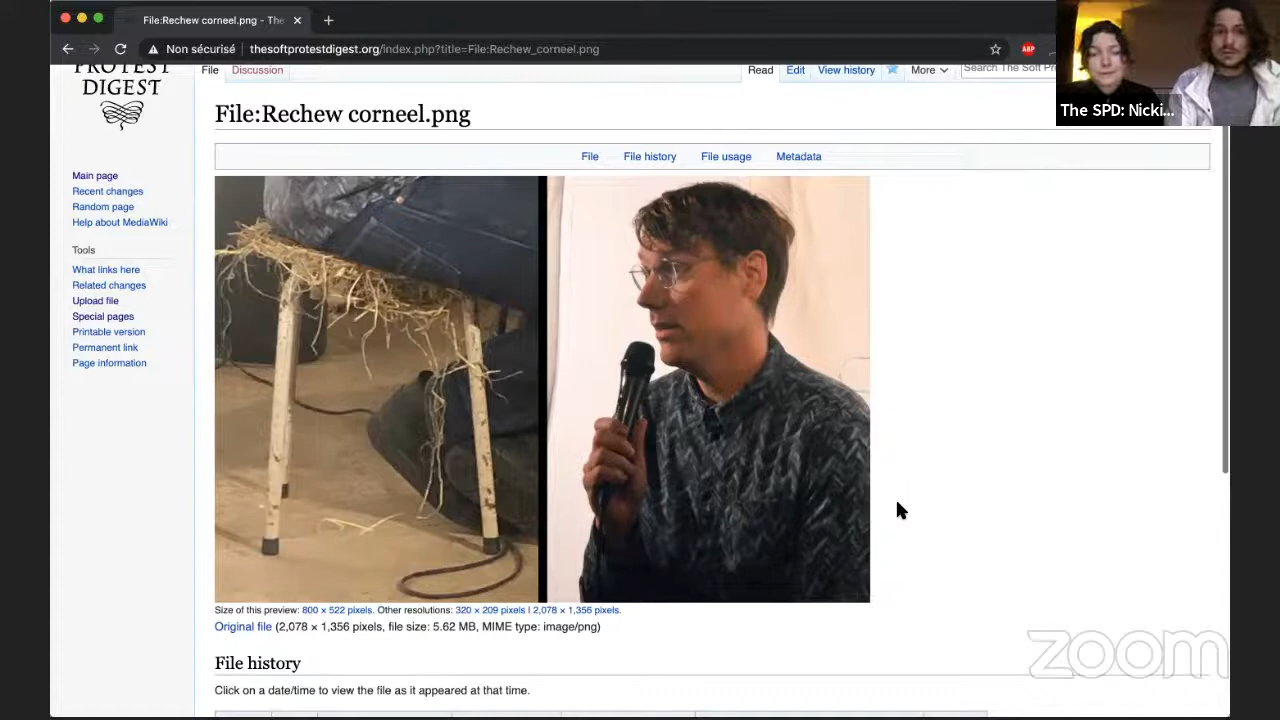 File:Rechew corneel.png - The
Non sécurisé
thesoftprotestdigest.org/index.php?title=File:Rechew_corneel.png
ABP
The SPD: Nicki...
PROTEST
DIGEST
File
Discussion
Read
Edit
View history
More
Search The Soft Pr
File:Rechew corneel.png
File
File history
File usage
Metadata
Main page
Recent changes
Random page
Help about MediaWiki
Tools
What links here
Related changes
Upload file
Special pages
Printable version
Permanent link
Page information
Size of this preview: 800 × 522 pixels. Other resolutions: 320 × 209 pixels | 2,078 × 1,356 pixels.
Original file (2,078 × 1,356 pixels, file size: 5.62 MB, MIME type: image/png)
File history
Click on a date/time to view the file as it appeared at that time.
zoom